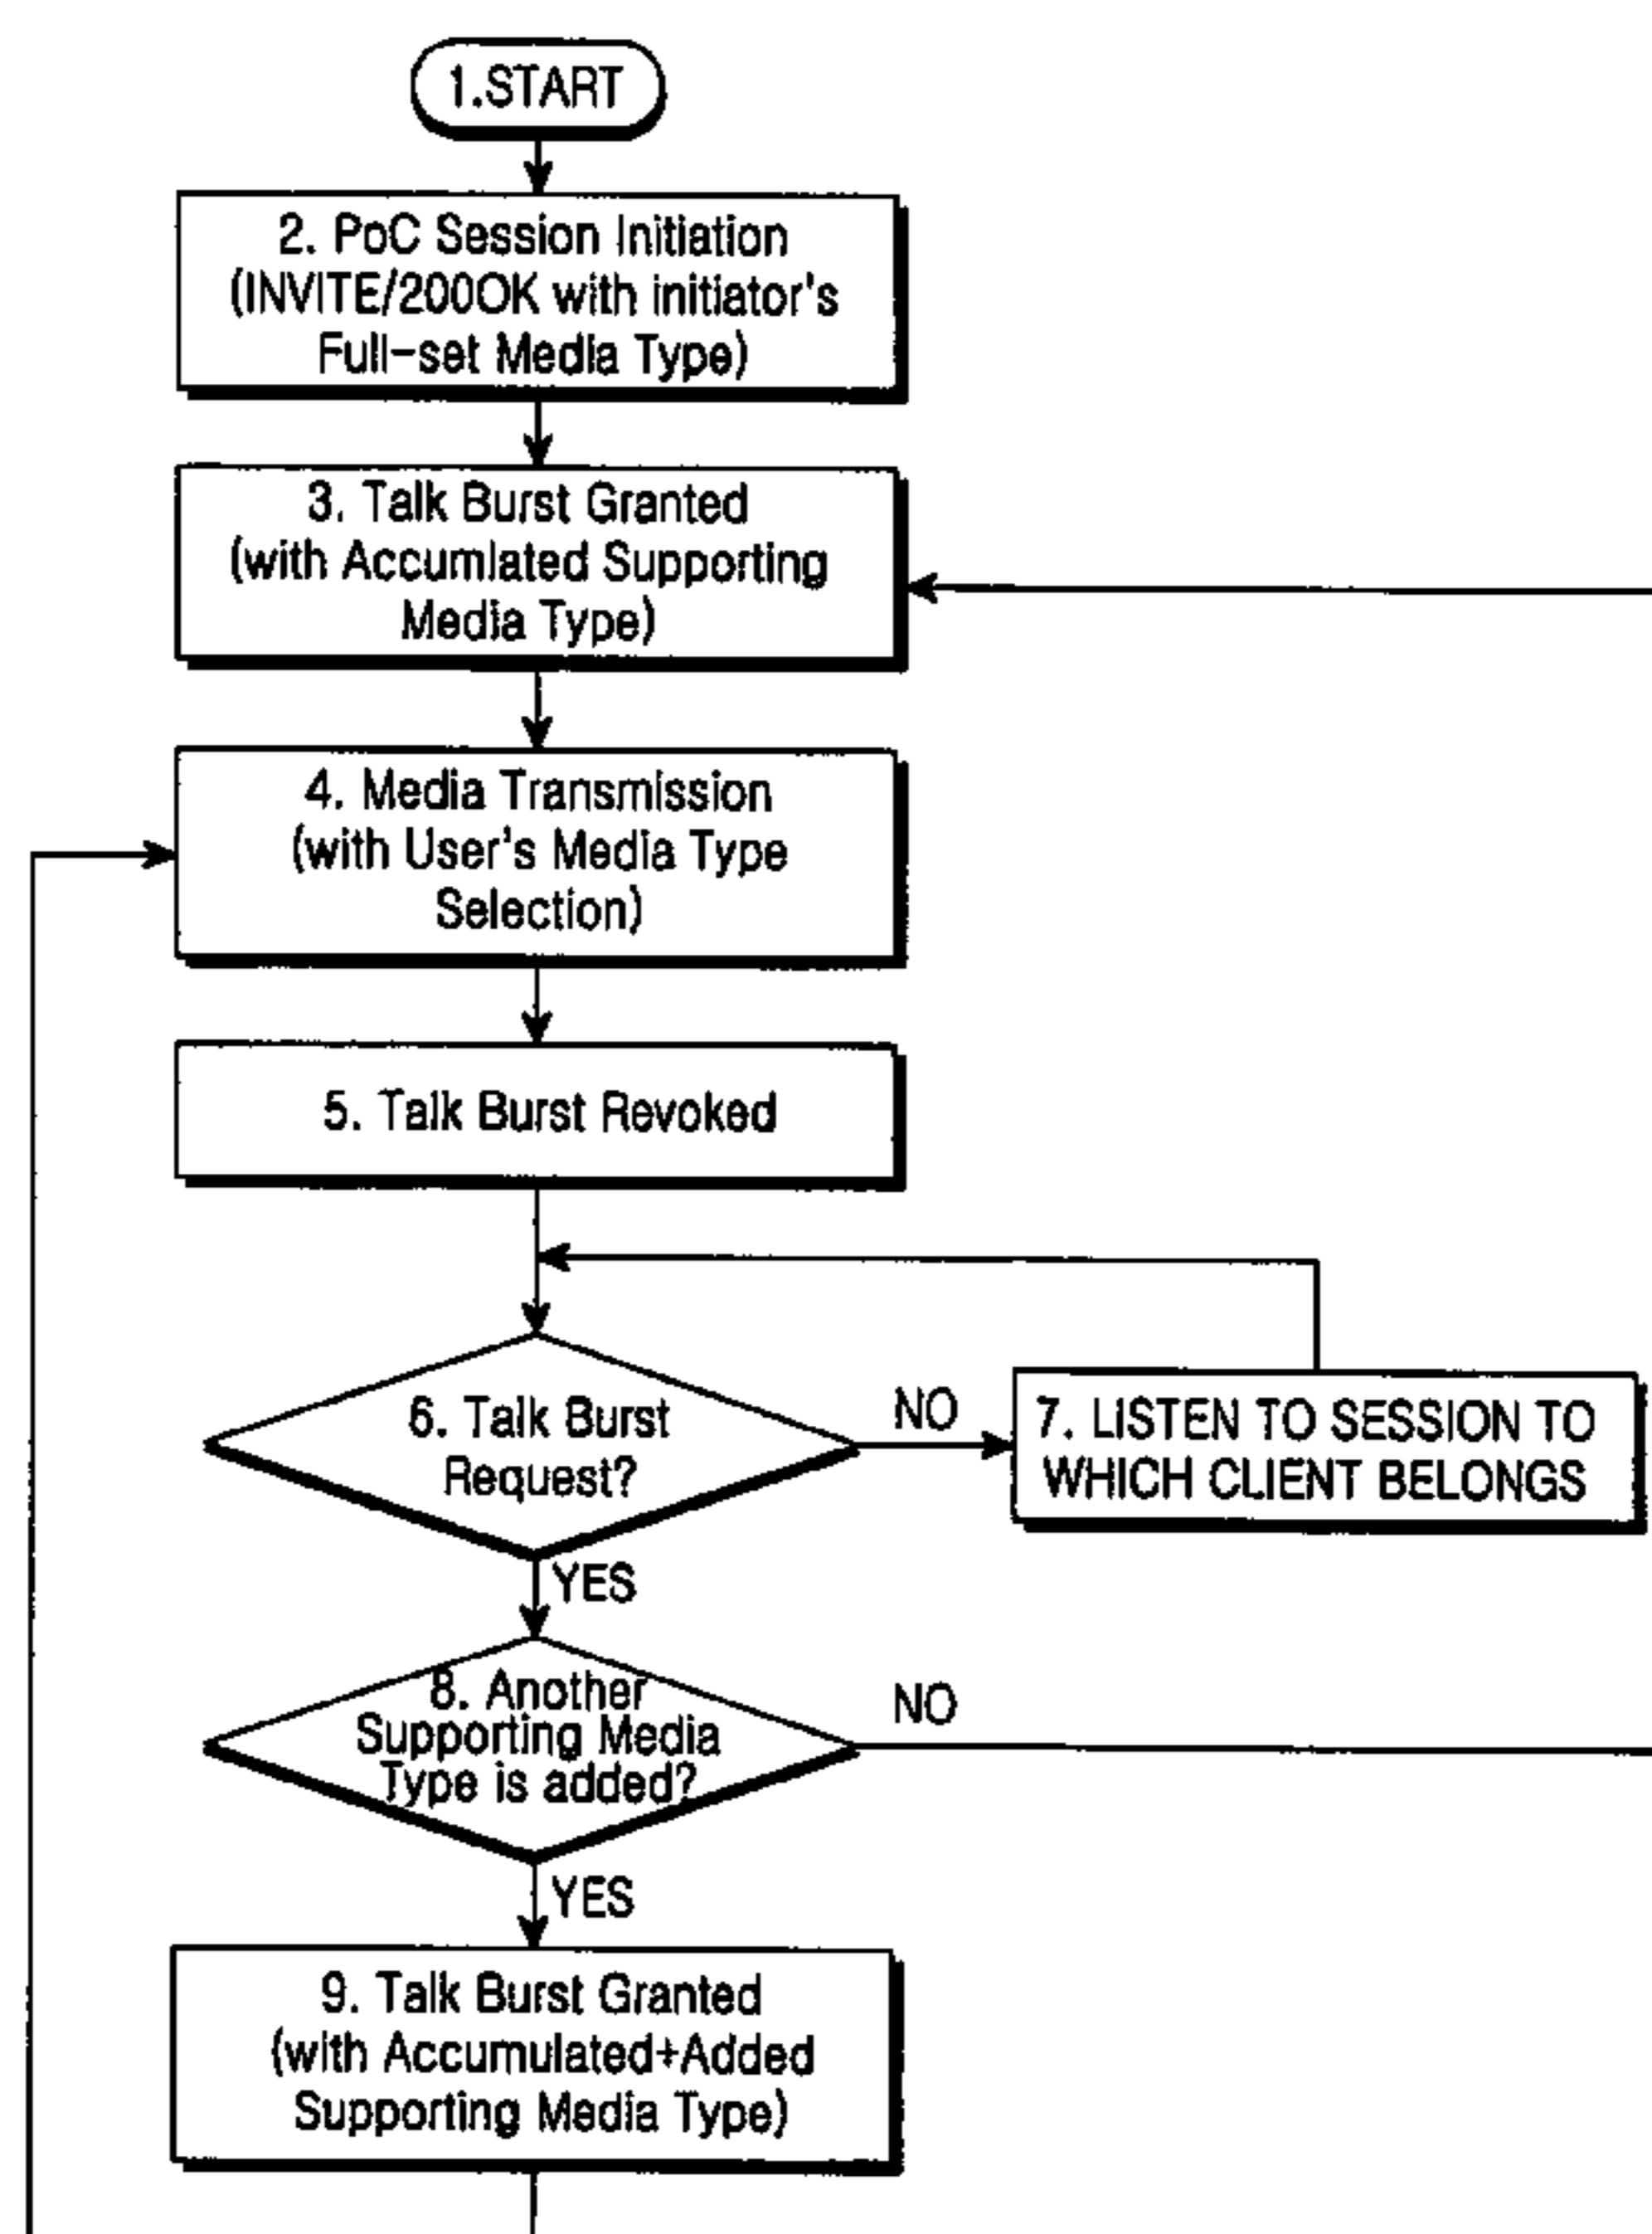 1.START
2. PoC Session Initiation
(INVITE/200OK with initiator's
Full-set Media Type)
3. Talk Burst Granted
(with Accumlated Supporting
Media Type)
4. Media Transmission
(with User's Media Type
Selection)
5. Talk Burst Revoked
6. Talk Burst
Request?
NO
7. LISTEN TO SESSION TO
WHICH CLIENT BELONGS
YES
8. Another
Supporting Media
Type is added?
NO
YES
9. Talk Burst Granted
(with Accumulated+Added
Supporting Media Type)